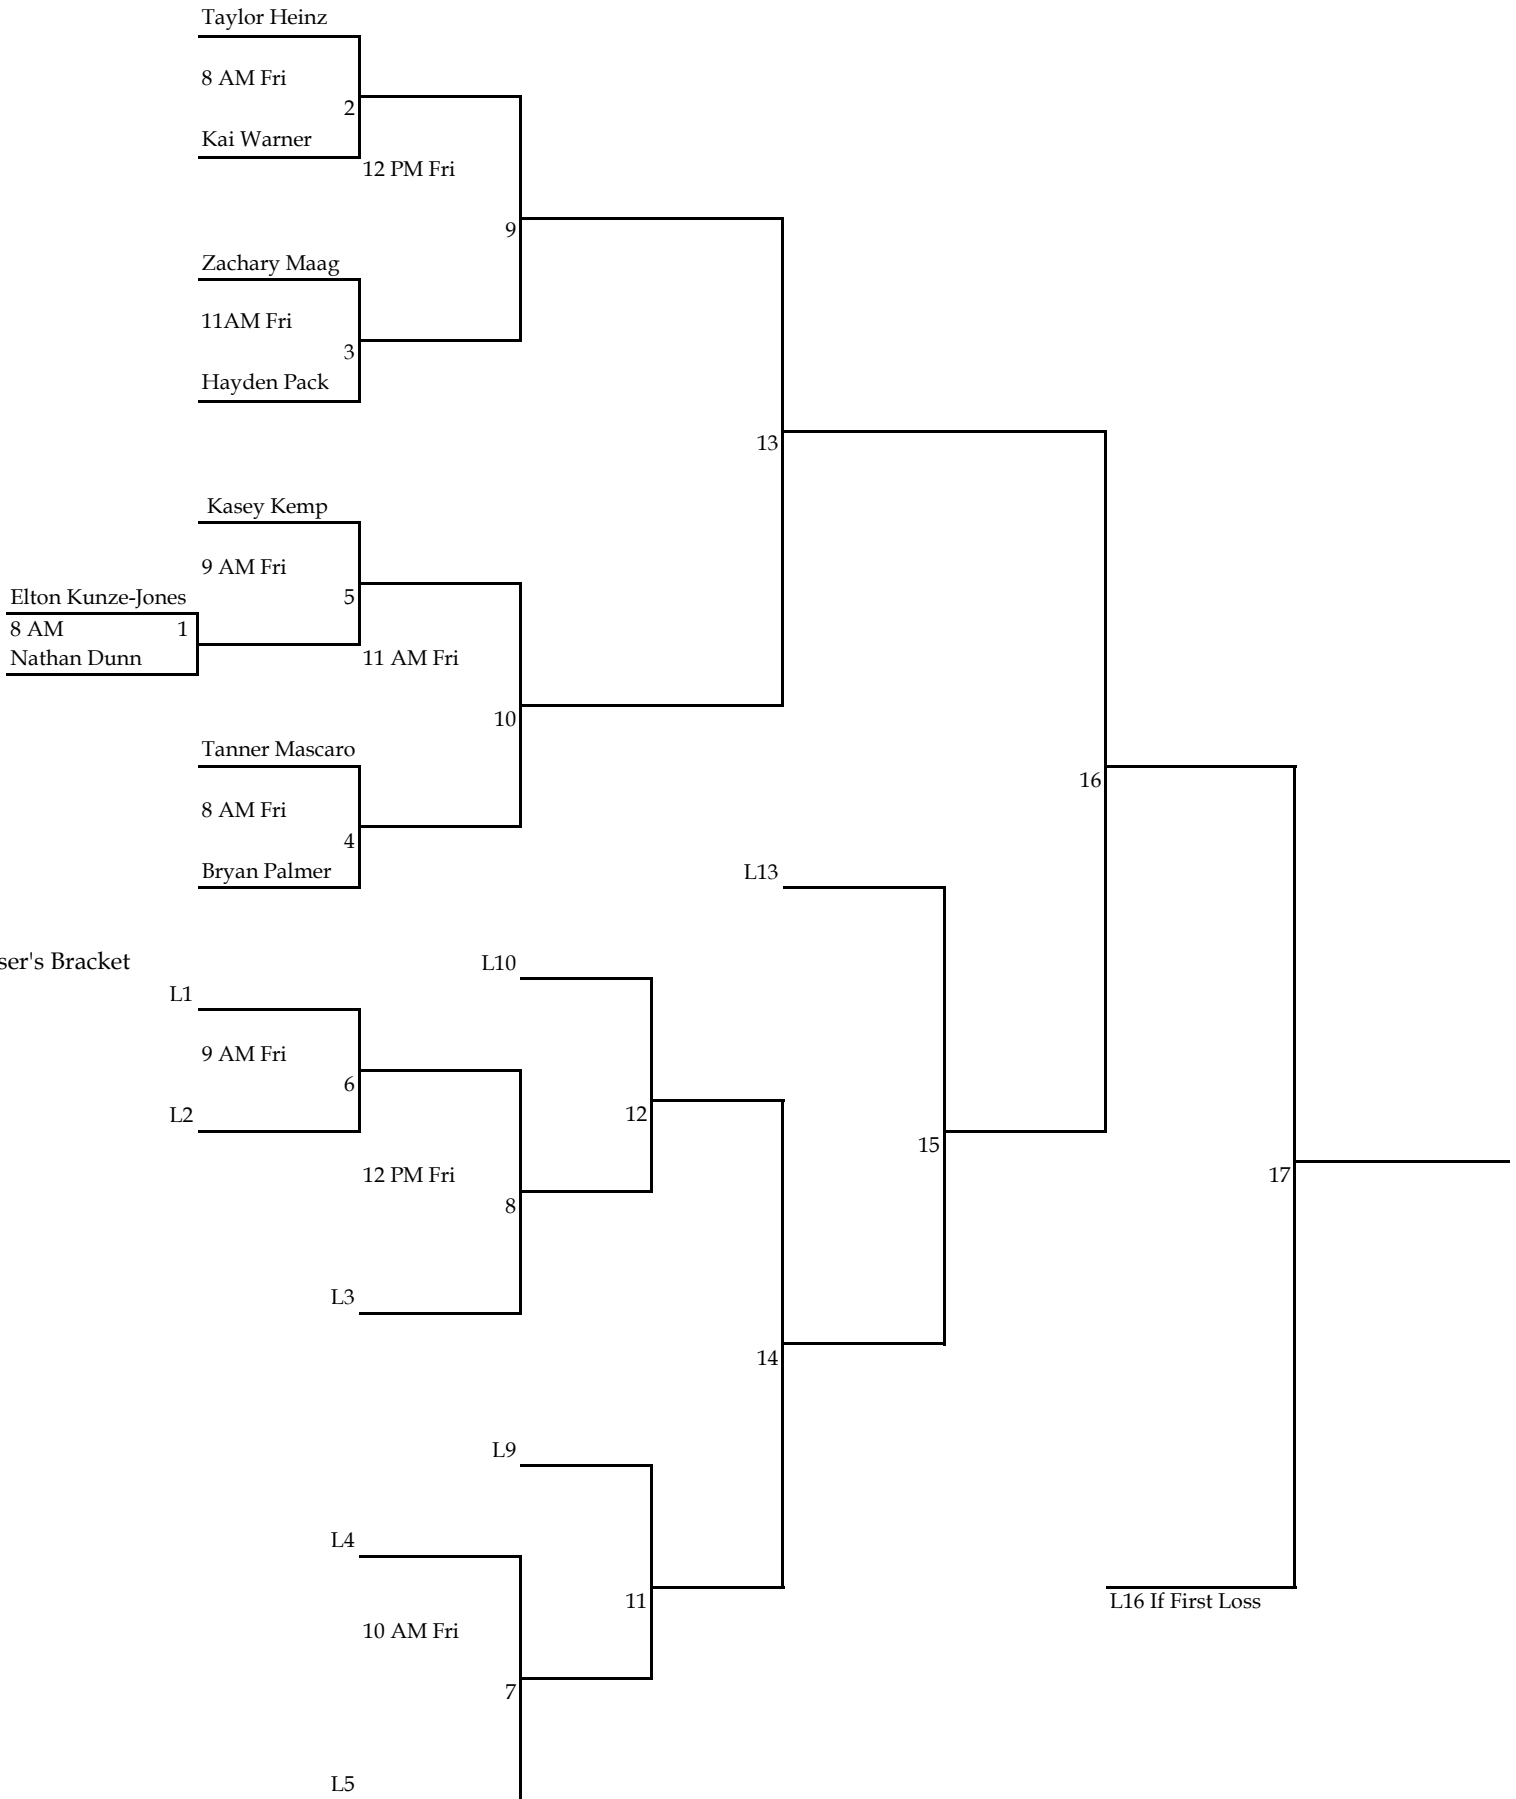 Taylor Heinz
8 AM Fri
2
Kai Warner
12 PM Fri
9
Zachary Maag
11AM Fri
3
Hayden Pack
13
Kasey Kemp
9 AM Fri
5
Elton Kunze-Jones
8 AM 1
Nathan Dunn
11 AM Fri
10
Tanner Mascaro
16
8 AM Fri
4
Bryan Palmer
L13
ser's Bracket
L10
L1
9 AM Fri
6
L2
12
15
12 PM Fri
17
8
L3
14
L9
L4
11
L16 If First Loss
10 AM Fri
7
L5